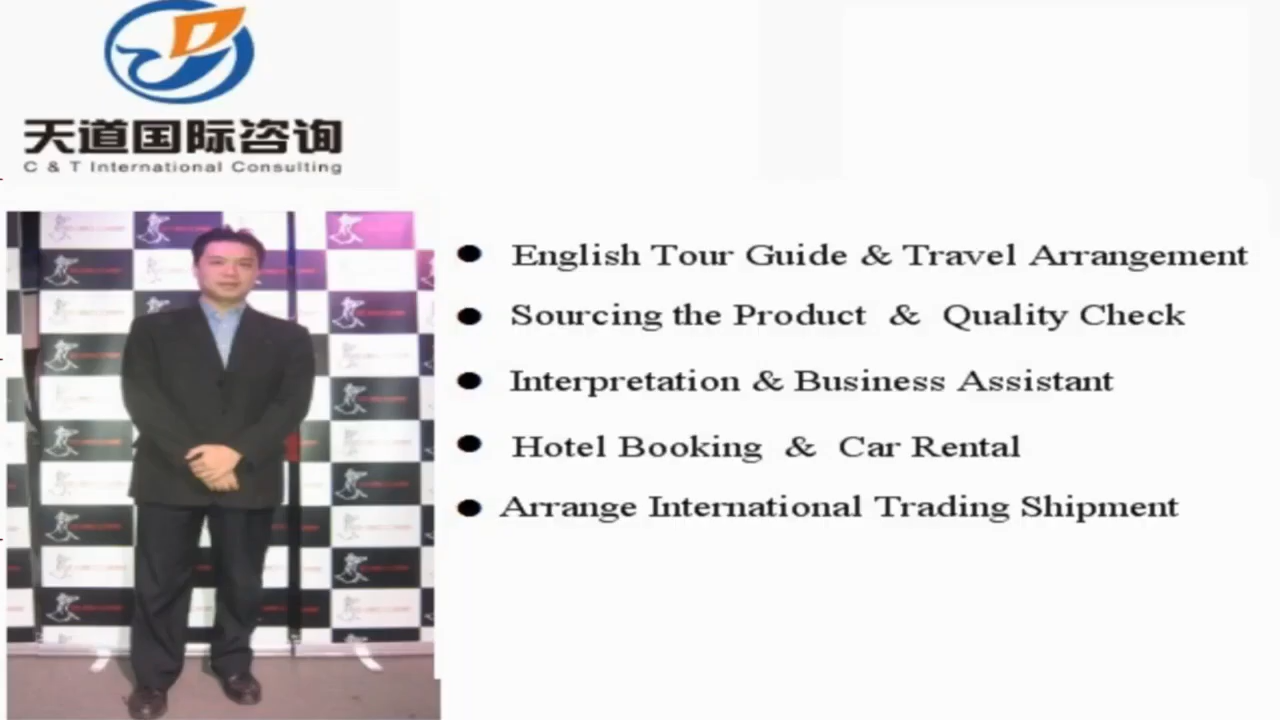 天道国际咨询
C & T International Consulting
English Tour Guide & Travel Arrangement
Sourcing the Product & Quality Check
Interpretation & Business Assistant
Hotel Booking & Car Rental
Arrange International Trading Shipment